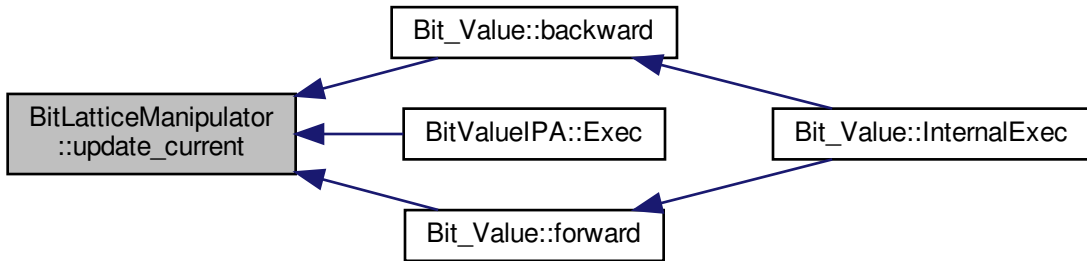 Bit_Value::backward
BitLatticeManipulator
::update_current
BitValueIPA::Exec
Bit_Value::InternalExec
Bit_Value::forward